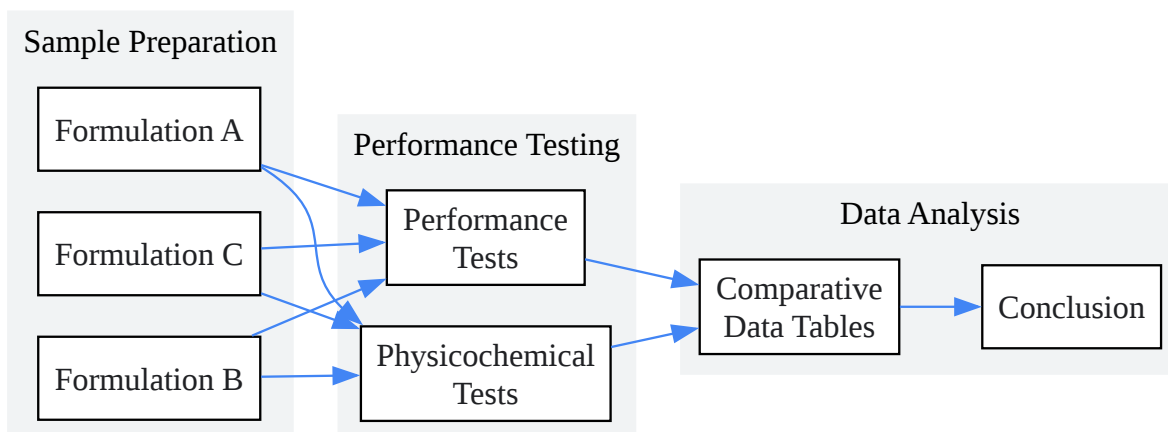 Sample Preparation
Formulation A
Formulation C
Formulation B
Performance Testing
Performance
Tests
Physicochemical
Tests
Data Analysis
Comparative
Data Tables
Conclusion